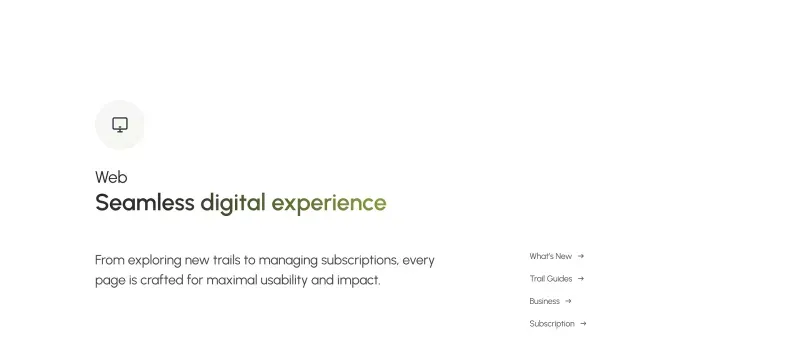 Web
Seamless digital experience
From exploring new trails to managing subscriptions, every
page is crafted for maximal usability and impact.
What's New →
Trail Guides →
Business →
Subscription →